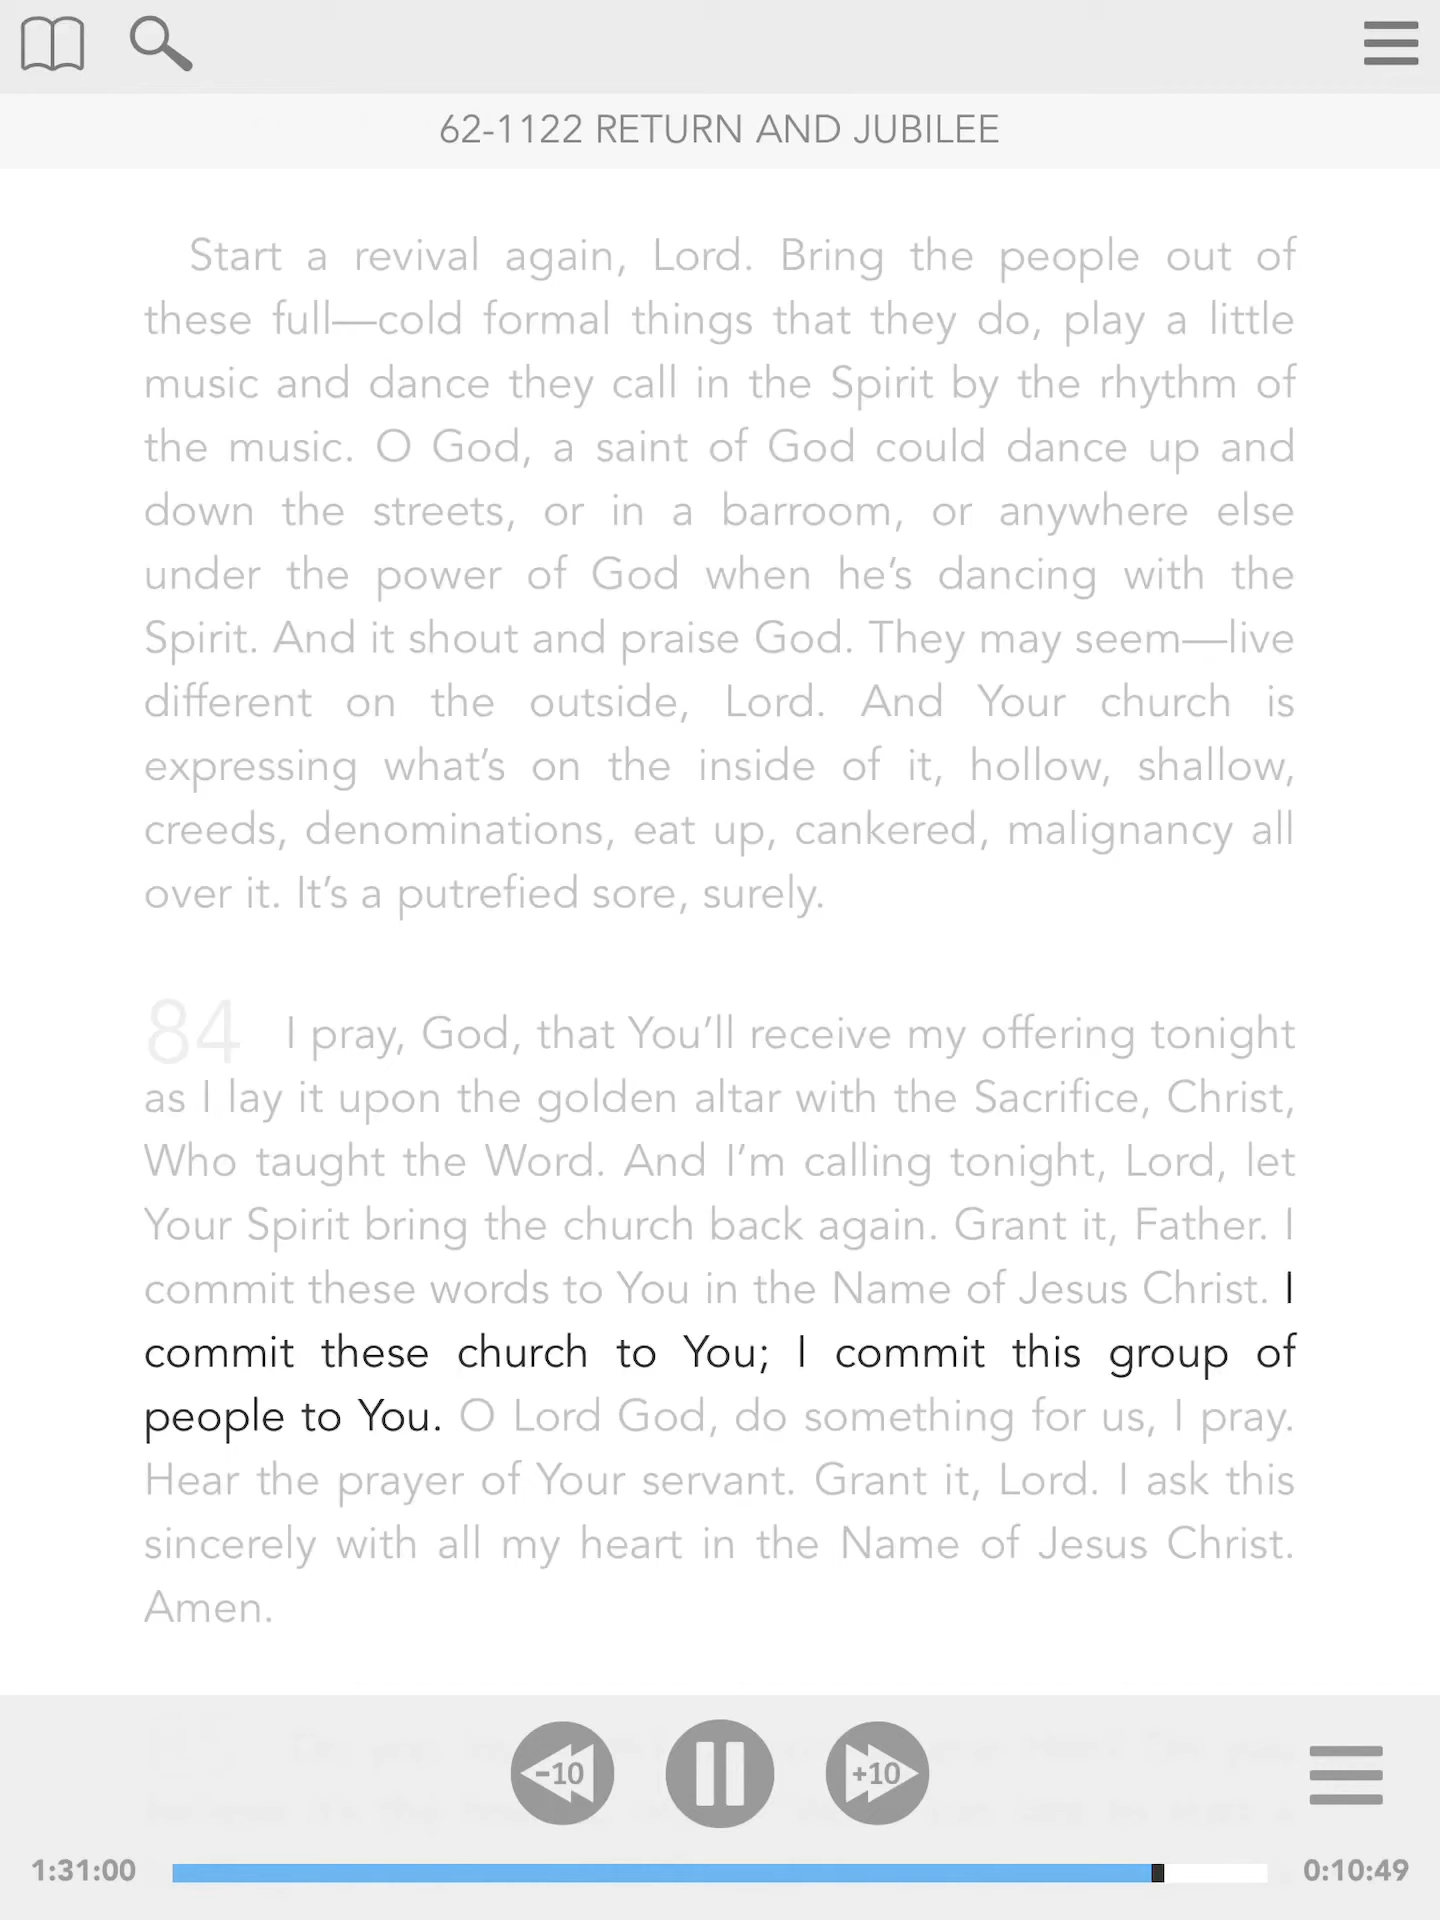 62-1122 RETURN AND JUBILEE
Start a revival again, Lord. Bring the people out of
these full—cold formal things that they do, play a little
music and dance they call in the Spirit by the rhythm of
the music. O God, a saint of God could dance up and
down the streets, or in a barroom, or anywhere else
under the power of God when he’s dancing with the
Spirit. And it shout and praise God. They may seem—live
different on the outside, Lord. And Your church is
expressing what’s on the inside of it, hollow, shallow,
creeds, denominations, eat up, cankered, malignancy all
over it. It’s a putrefied sore, surely.
84 I pray, God, that You’ll receive my offering tonight
as I lay it upon the golden altar with the Sacrifice, Christ,
Who taught the Word. And I’m calling tonight, Lord, let
Your Spirit bring the church back again. Grant it, Father. I
commit these words to You in the Name of Jesus Christ. I
commit these church to You; I commit this group of
people to You. O Lord God, do something for us, I pray.
Hear the prayer of Your servant. Grant it, Lord. I ask this
sincerely with all my heart in the Name of Jesus Christ.
Amen.
-10 +10
1:31:00 0:10:49